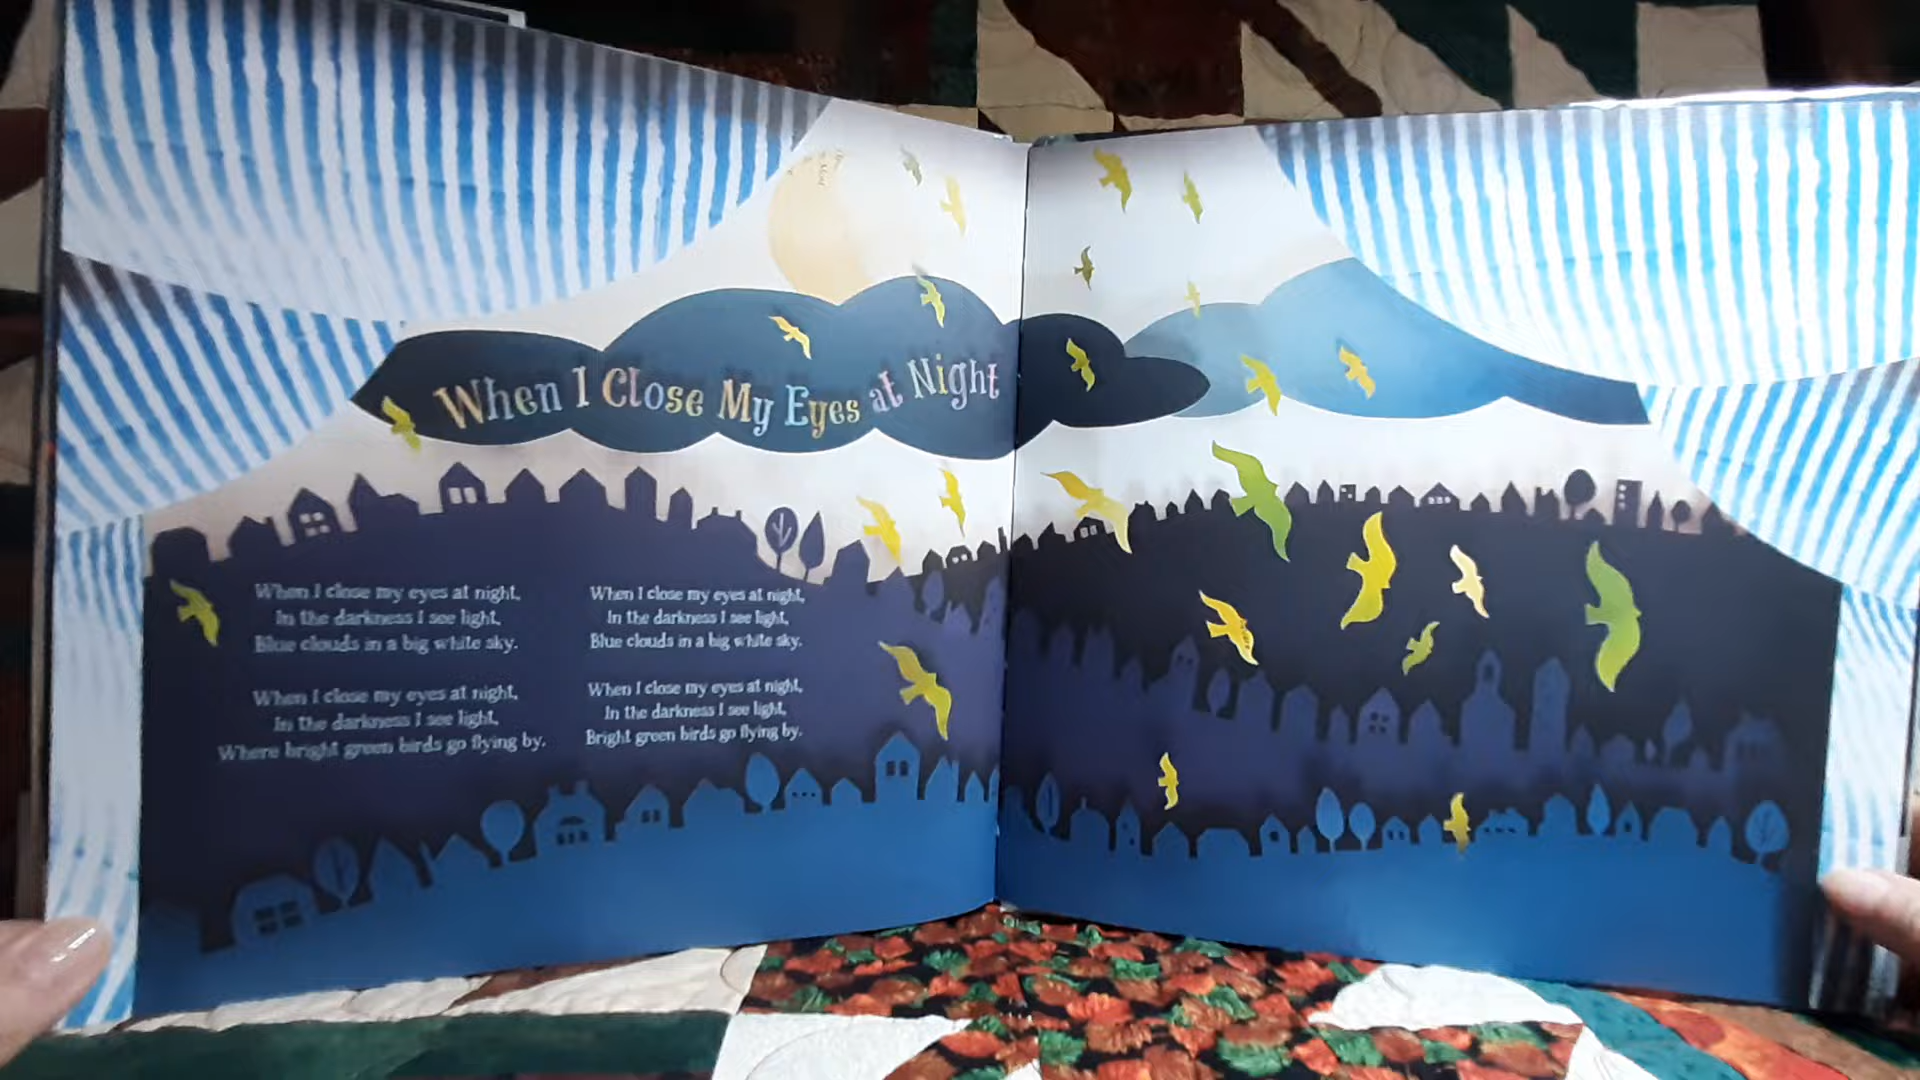 When I Close My Eyes at Night
When I close my eyes at night,
In the darkness I see light,
Blue clouds in a big white sky.
When I close my eyes at night,
In the darkness I see light,
Where bright green birds go flying by.
When I close my eyes at night,
In the darkness I see light,
Blue clouds in a big white sky.
When I close my eyes at night,
In the darkness I see light,
Bright green birds go flying by.